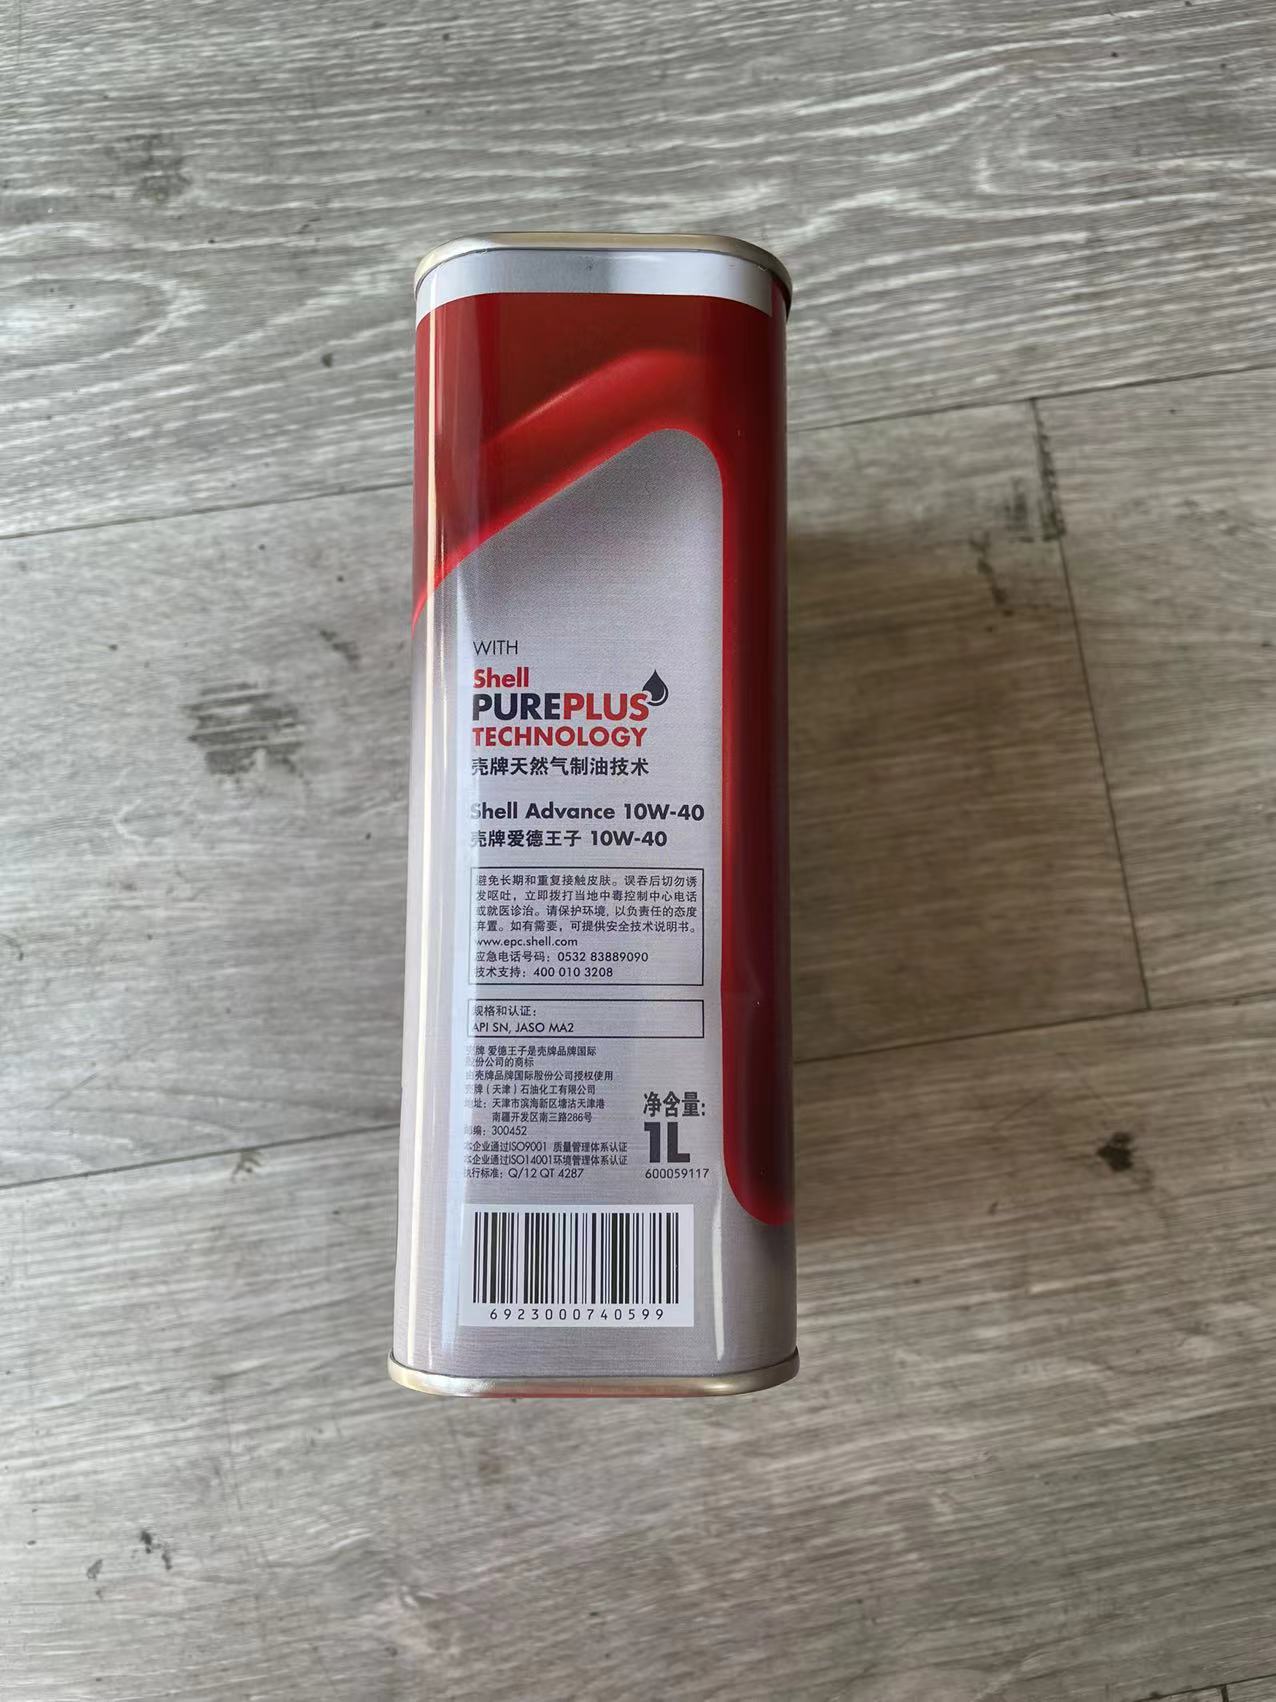 WITH
Shell
PUREPLUS
TECHNOLOGY
壳牌天然气制油技术
Shell Advance 10W-40
壳牌爱德王子 10W-40
避免长期和重复接触皮肤。误吞后切勿诱
发呕吐，立即拨打当地中毒控制中心电话
或就医诊治。请保护环境, 以负责任的态度
弃置。如有需要，可提供安全技术说明书。
www.epc.shell.com
应急电话号码：0532 83889090
技术支持：400 010 3208
规格和认证：
API SN, JASO MA2
壳牌 爱德王子是壳牌品牌国际
股份公司的商标
由壳牌品牌国际股份公司授权使用
壳牌（天津）石油化工有限公司
地址：天津市滨海新区塘沽天津港
南疆开发区南三路286号
邮编：300452
本企业通过ISO9001 质量管理体系认证
本企业通过ISO14001环境管理体系认证
执行标准：Q/12 QT 4287
净含量:
1L
600059117
6923000740599